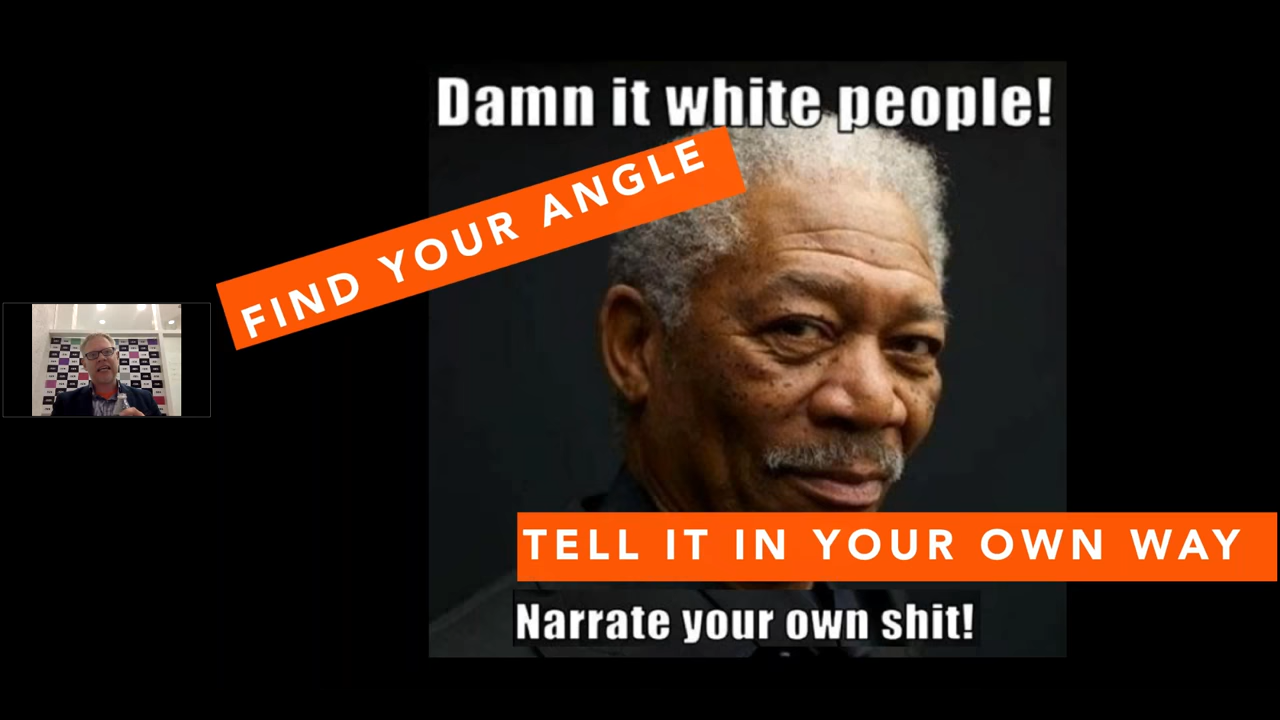 Damn it white people!
FIND YOUR ANGLE
TELL IT IN YOUR OWN WAY
Narrate your own shit!